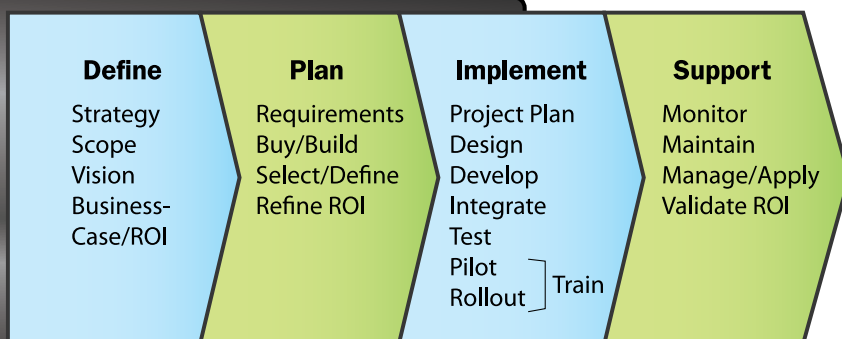 Define
Strategy
Scope
Vision
Business-
Case/ROI
Plan
Requirements
Buy/Build
Select/Define
Refine ROI
Implement
Project Plan
Design
Develop
Integrate
Test
Pilot
Rollout
Train
Support
Monitor
Maintain
Manage/Apply
Validate ROI